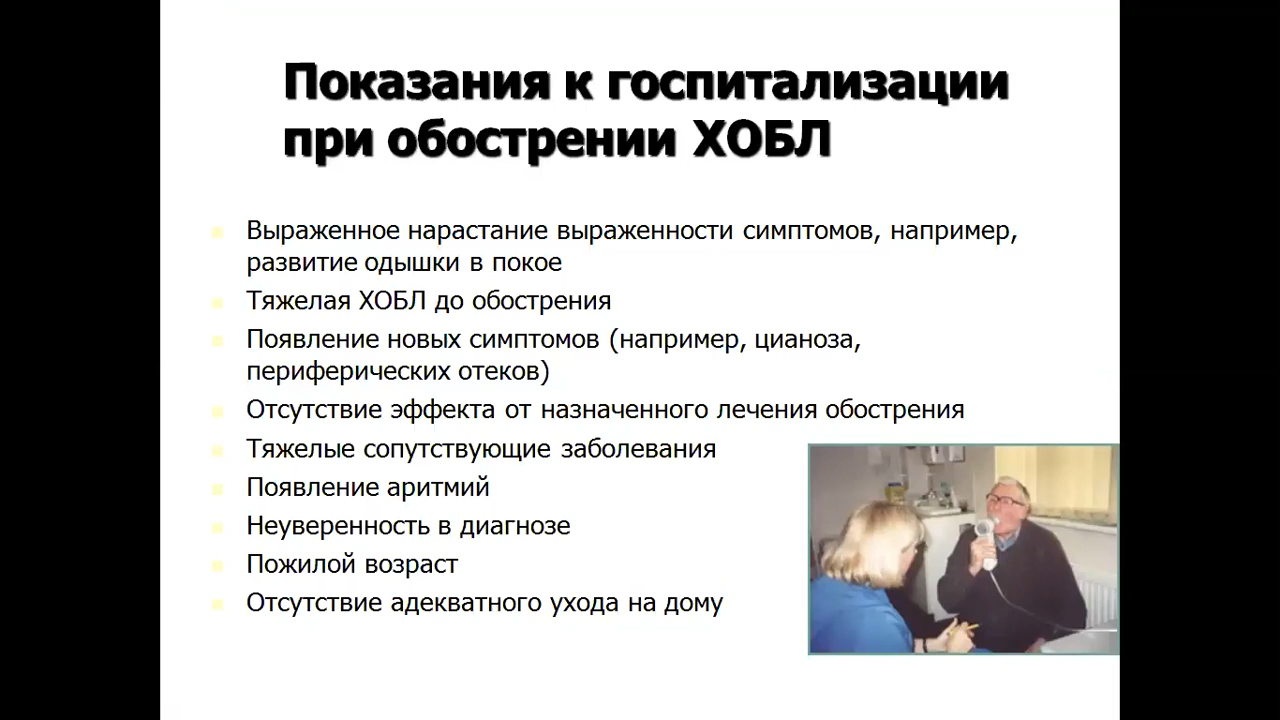 Показания к госпитализации
при обострении ХОБЛ
Выраженное нарастание выраженности симптомов, например,
развитие одышки в покое
Тяжелая ХОБЛ до обострения
Появление новых симптомов (например, цианоза,
периферических отеков)
Отсутствие эффекта от назначенного лечения обострения
Тяжелые сопутствующие заболевания
Появление аритмий
Неуверенность в диагнозе
Пожилой возраст
Отсутствие адекватного ухода на дому